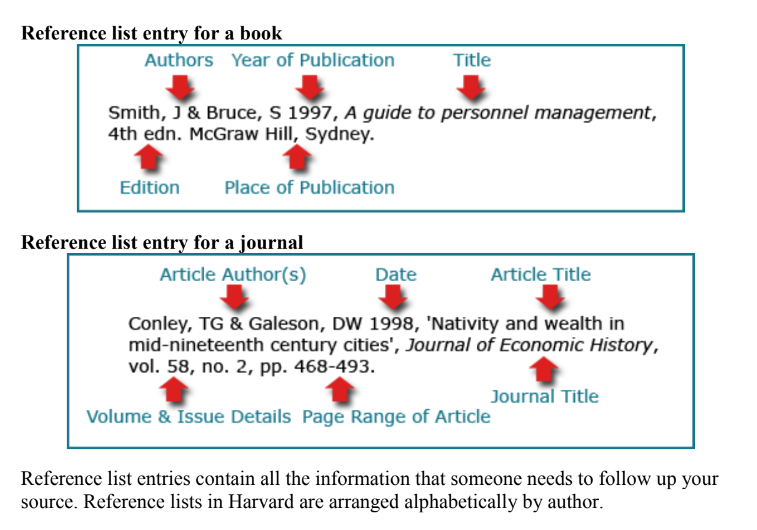 Reference list entry for a book
Authors Year of Publication Title
Smith, J & Bruce, S 1997, A guide to personnel management,
4th edn. McGraw Hill, Sydney.
Edition Place of Publication
Reference list entry for a journal
Article Author(s) Date Article Title
Conley, TG & Galeson, DW 1998, 'Nativity and wealth in
mid-nineteenth century cities', Journal of Economic History,
vol. 58, no. 2, pp. 468-493.
Journal Title
Volume & Issue Details Page Range of Article
Reference list entries contain all the information that someone needs to follow up your
source. Reference lists in Harvard are arranged alphabetically by author.